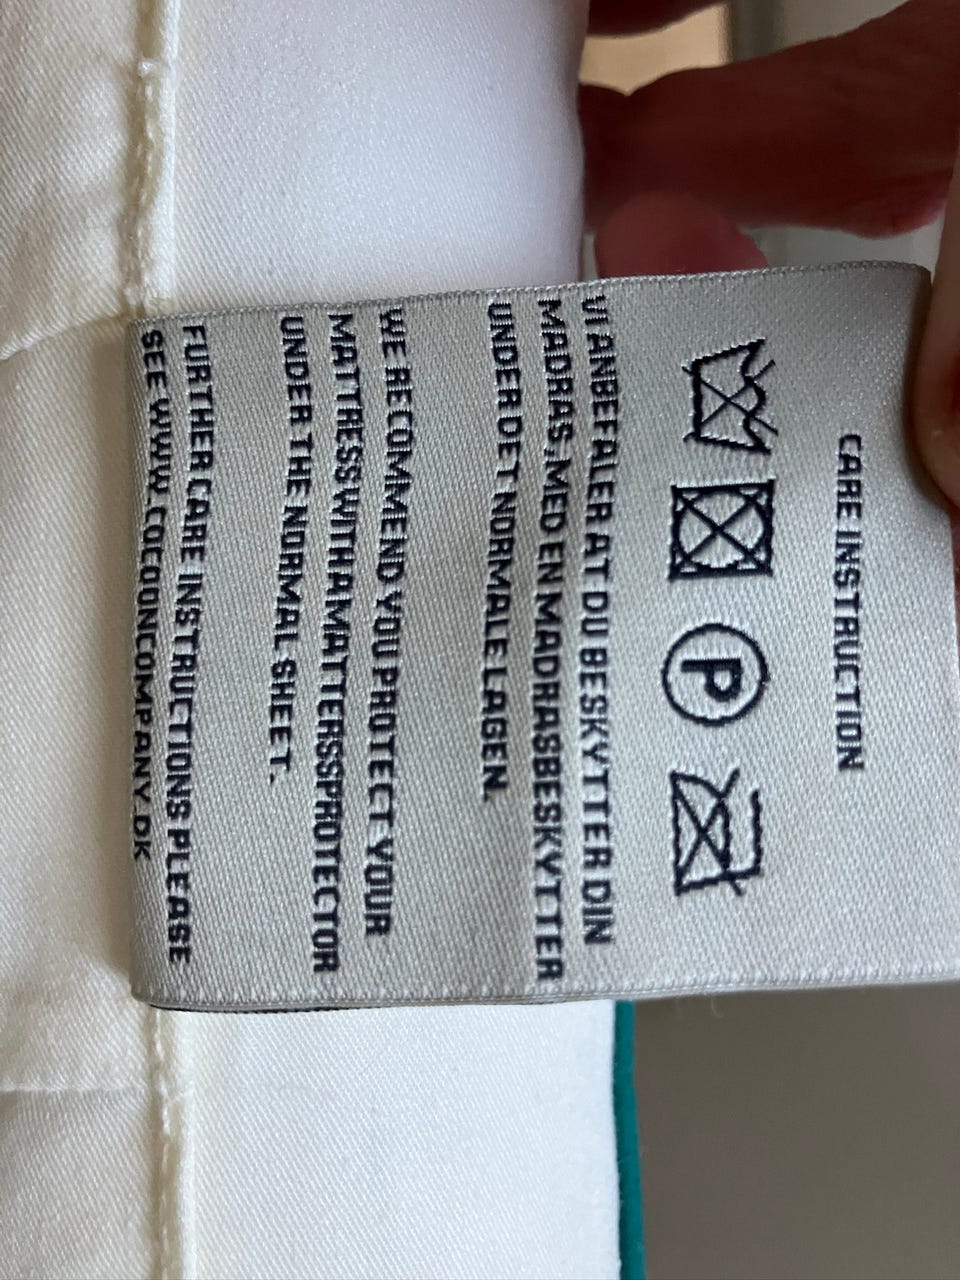 CARE INSTRUCTION
P
VI ANBEFALER AT DU BESKYTTER DIN
MADRAS, MED EN MADRASBESKYTTER
UNDER DET NORMALE LAGEN.
WE RECOMMEND YOU PROTECT YOUR
MATTRESS WITH A MATTERSSPROTECTOR
UNDER THE NORMAL SHEET.
FURTHER CARE INSTRUCTIONS PLEASE
SEE WWW.COCOONCOMPANY.DK